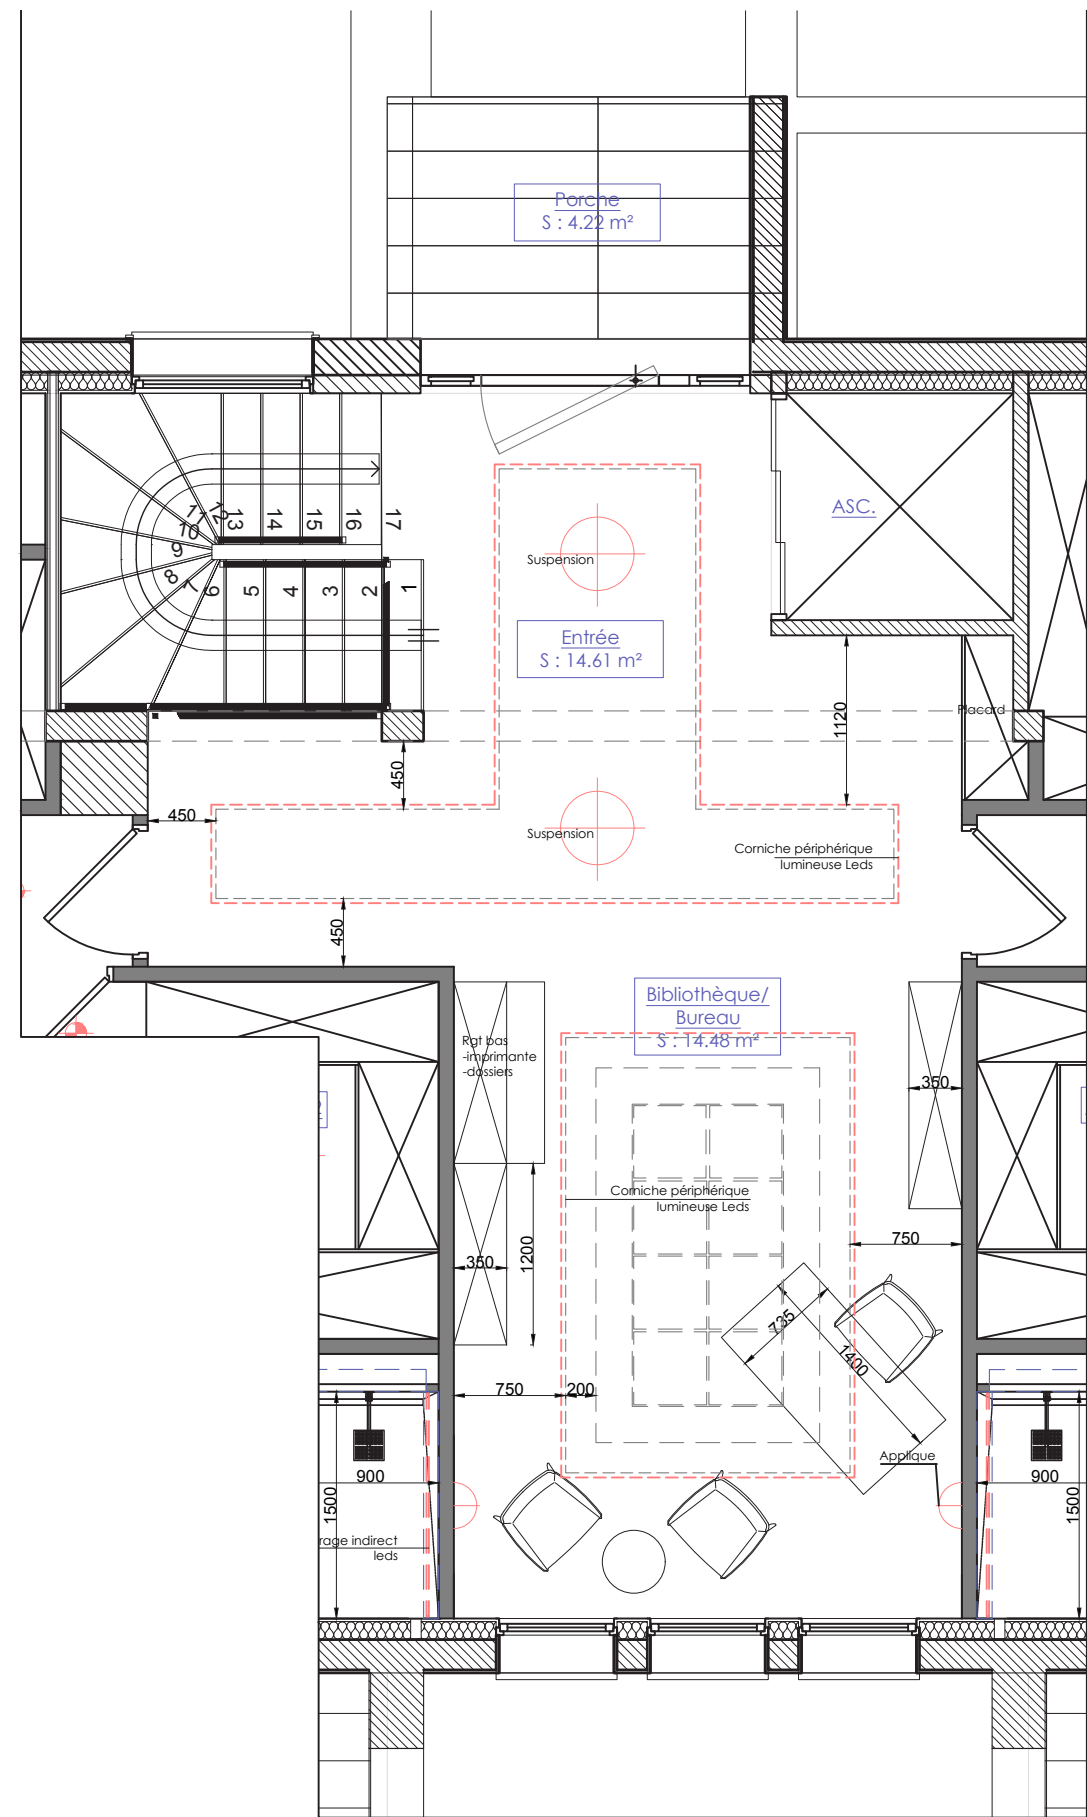 Porche
S : 4.22 m²
11
12
13
14
15
16
17
10
9
8
7
6
5
4
3
2
1
ASC.
Suspension
Entrée
S : 14.61 m²
Placard
1120
450
450
Suspension
Corniche périphérique
lumineuse Leds
450
Bibliothèque/
Bureau
S : 14.48 m²
Rgt bas
-imprimante
-dossiers
350
Corniche périphérique
lumineuse Leds
750
350
1200
735
1400
750
200
Applique
900
1500
900
1500
rage indirect
leds